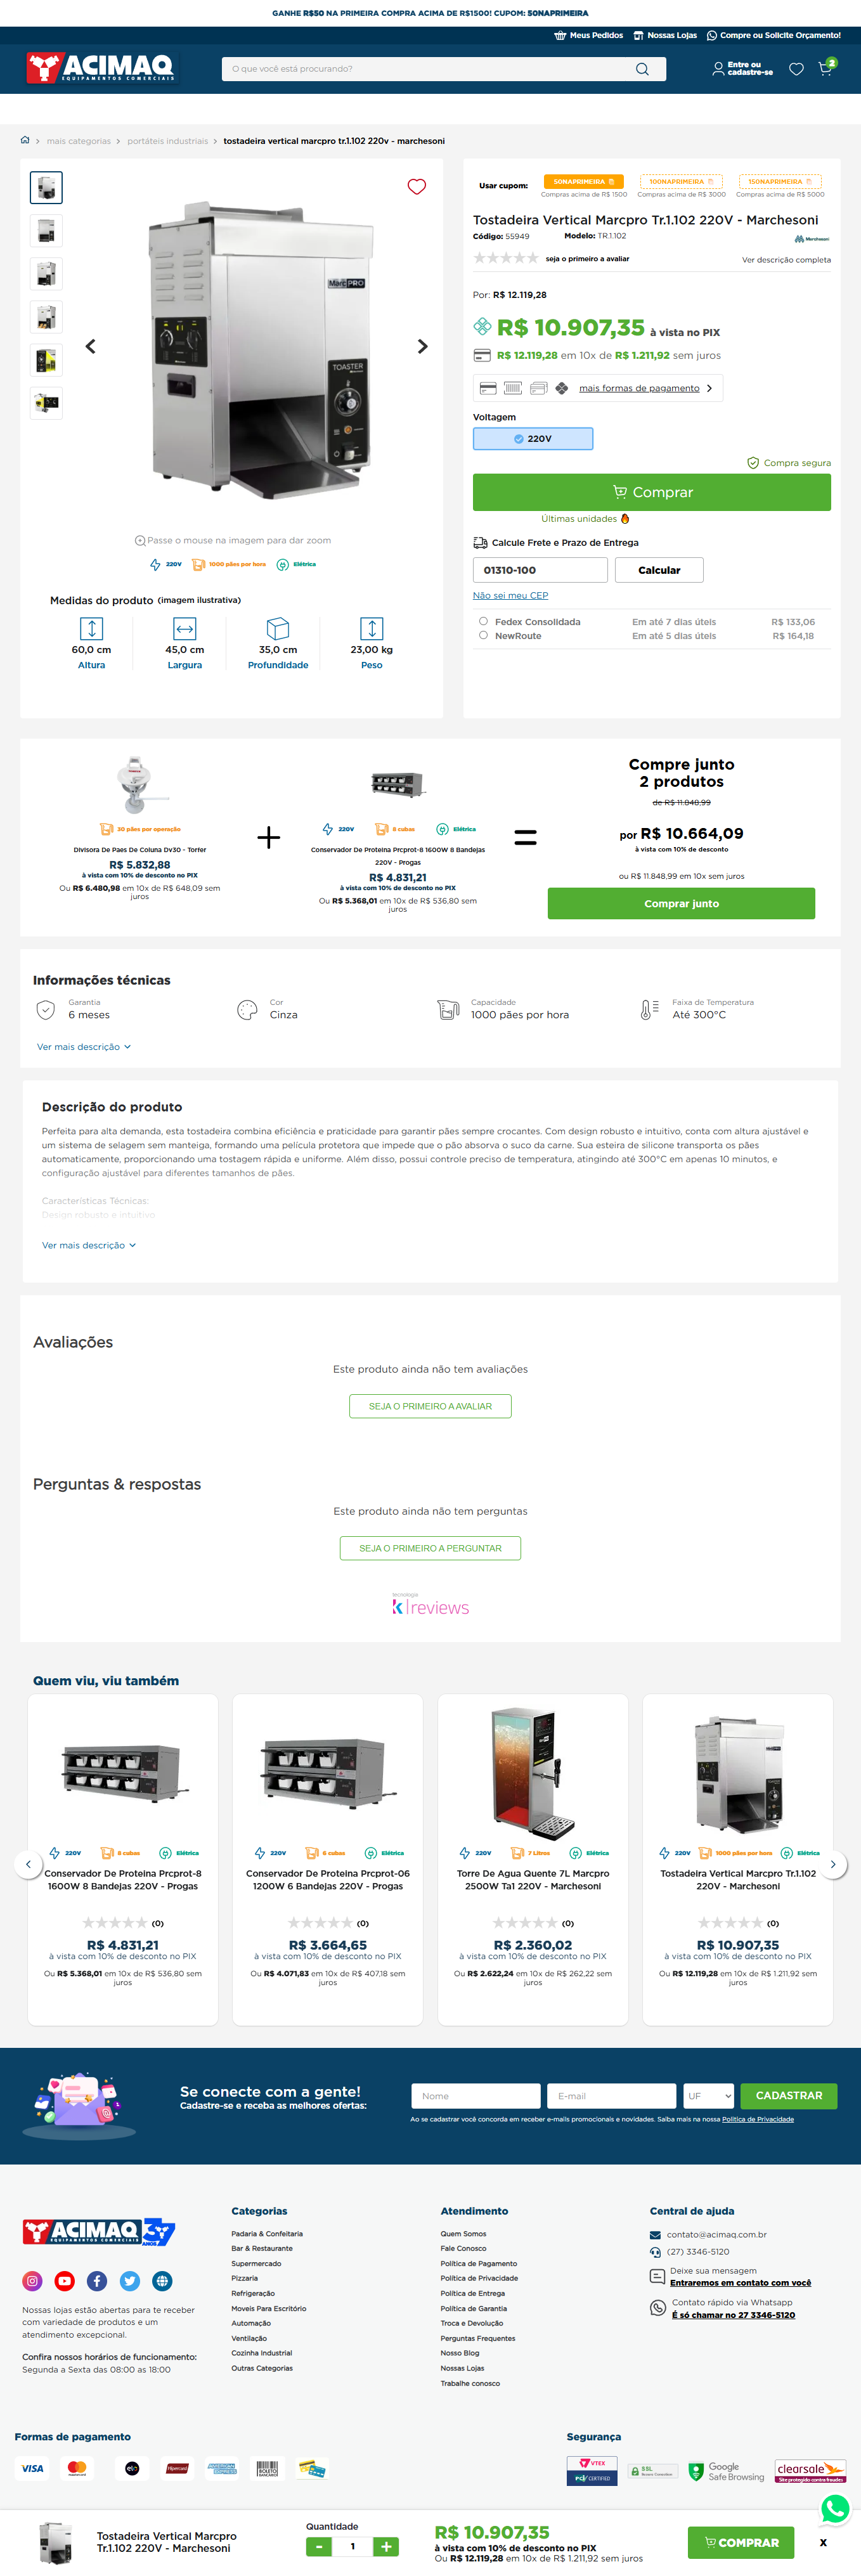 GANHE R$50 NA PRIMEIRA COMPRA ACIMA DE R$1500! CUPOM: 50NAPRIMEIRA
Meus Pedidos
Nossas Lojas
Compre ou Solicite Orçamento!
ACIMAQ
EQUIPAMENTOS COMERCIAIS
O que você está procurando?
Entre ou
cadastre-se
2
mais categorias > portáteis industriais > tostadeira vertical marcpro tr.1.102 220v - marchesoni
MarcPRO
TOASTER
Passe o mouse na imagem para dar zoom
220V
1000 pães por hora
Elétrica
Medidas do produto (imagem ilustrativa)
60,0 cm
Altura
45,0 cm
Largura
35,0 cm
Profundidade
23,00 kg
Peso
Usar cupom:
50NAPRIMEIRA
Compras acima de R$ 1500
100NAPRIMEIRA
Compras acima de R$ 3000
150NAPRIMEIRA
Compras acima de R$ 5000
Tostadeira Vertical Marcpro Tr.1.102 220V - Marchesoni
Código: 55949
Modelo: TR.1.102
Marchesoni
seja o primeiro a avaliar
Ver descrição completa
Por: R$ 12.119,28
R$ 10.907,35 à vista no PIX
R$ 12.119,28 em 10x de R$ 1.211,92 sem juros
mais formas de pagamento
Voltagem
220V
Compra segura
Comprar
Últimas unidades
Calcule Frete e Prazo de Entrega
01310-100
Calcular
Não sei meu CEP
Fedex Consolidada Em até 7 dias úteis R$ 133,06
NewRoute Em até 5 dias úteis R$ 164,18
30 pães por operação
Divisora De Paes De Coluna Dv30 - Torfer
R$ 5.832,88
à vista com 10% de desconto no PIX
Ou R$ 6.480,98 em 10x de R$ 648,09 sem
juros
+
220V
8 cubas
Elétrica
Conservador De Proteina Prcprot-8 1600W 8 Bandejas
220V - Progas
R$ 4.831,21
à vista com 10% de desconto no PIX
Ou R$ 5.368,01 em 10x de R$ 536,80 sem
juros
=
Compre junto
2 produtos
de R$ 11.848,99
por R$ 10.664,09
à vista com 10% de desconto
ou R$ 11.848,99 em 10x sem juros
Comprar junto
Informações técnicas
Garantia
6 meses
Cor
Cinza
Capacidade
1000 pães por hora
Faixa de Temperatura
Até 300°C
Ver mais descrição
Descrição do produto
Perfeita para alta demanda, esta tostadeira combina eficiência e praticidade para garantir pães sempre crocantes. Com design robusto e intuitivo, conta com altura ajustável e
um sistema de selagem sem manteiga, formando uma película protetora que impede que o pão absorva o suco da carne. Sua esteira de silicone transporta os pães
automaticamente, proporcionando uma tostagem rápida e uniforme. Além disso, possui controle preciso de temperatura, atingindo até 300°C em apenas 10 minutos, e
configuração ajustável para diferentes tamanhos de pães.
Características Técnicas:
Design robusto e intuitivo
Ver mais descrição
Avaliações
Este produto ainda não tem avaliações
SEJA O PRIMEIRO A AVALIAR
Perguntas & respostas
Este produto ainda não tem perguntas
SEJA O PRIMEIRO A PERGUNTAR
tecnologia
k|reviews
Quem viu, viu também
220V
8 cubas
Elétrica
Conservador De Proteina Prcprot-8
1600W 8 Bandejas 220V - Progas
(0)
R$ 4.831,21
à vista com 10% de desconto no PIX
Ou R$ 5.368,01 em 10x de R$ 536,80 sem
juros
220V
6 cubas
Elétrica
Conservador De Proteina Prcprot-06
1200W 6 Bandejas 220V - Progas
(0)
R$ 3.664,65
à vista com 10% de desconto no PIX
Ou R$ 4.071,83 em 10x de R$ 407,18 sem
juros
220V
7 Litros
Elétrica
Torre De Agua Quente 7L Marcpro
2500W Ta1 220V - Marchesoni
(0)
R$ 2.360,02
à vista com 10% de desconto no PIX
Ou R$ 2.622,24 em 10x de R$ 262,22 sem
juros
220V
1000 pães por hora
Elétrica
Tostadeira Vertical Marcpro Tr.1.102
220V - Marchesoni
(0)
R$ 10.907,35
à vista com 10% de desconto no PIX
Ou R$ 12.119,28 em 10x de R$ 1.211,92 sem
juros
Se conecte com a gente!
Cadastre-se e receba as melhores ofertas:
Nome
E-mail
UF
CADASTRAR
Ao se cadastrar você concorda em receber e-mails promocionais e novidades. Saiba mais na nossa Política de Privacidade
ACIMAQ 37
EQUIPAMENTOS COMERCIAIS ANOS
Nossas lojas estão abertas para te receber
com variedade de produtos e um
atendimento excepcional.
Confira nossos horários de funcionamento:
Segunda a Sexta das 08:00 as 18:00
Categorias
Padaria & Confeitaria
Bar & Restaurante
Supermercado
Pizzaria
Refrigeração
Moveis Para Escritório
Automação
Ventilação
Cozinha Industrial
Outras Categorias
Atendimento
Quem Somos
Fale Conosco
Política de Pagamento
Política de Privacidade
Política de Entrega
Política de Garantia
Troca e Devolução
Perguntas Frequentes
Nosso Blog
Nossas Lojas
Trabalhe conosco
Central de ajuda
contato@acimaq.com.br
(27) 3346-5120
Deixe sua mensagem
Entraremos em contato com você
Contato rápido via Whatsapp
É só chamar no 27 3346-5120
Formas de pagamento
VISA
mastercard
elo
Hipercard
AMERICAN EXPRESS
BOLETO BANCÁRIO
Segurança
VTEX
PCI CERTIFIED
SSL
Google
Safe Browsing
clearsale
Site protegido contra fraudes
Tostadeira Vertical Marcpro
Tr.1.102 220V - Marchesoni
Quantidade
- 1 +
R$ 10.907,35
à vista com 10% de desconto no PIX
Ou R$ 12.119,28 em 10x de R$ 1.211,92 sem juros
COMPRAR
X